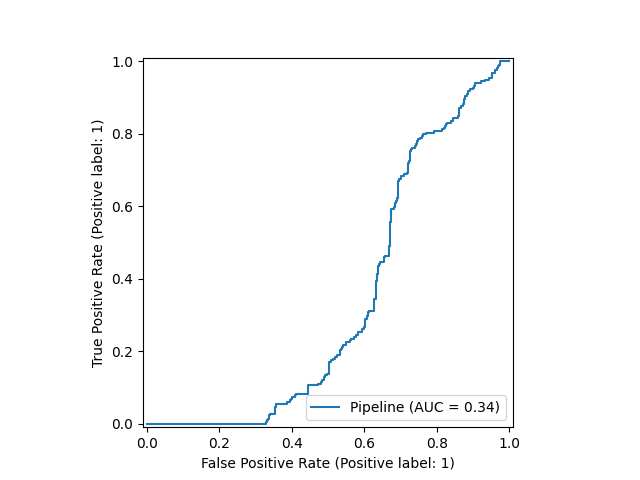 True Positive Rate (Positive label: 1)
1.0
0.8
0.6
0.4
0.2
0.0
Pipeline (AUC = 0.34)
0.0 0.2 0.4 0.6 0.8 1.0
False Positive Rate (Positive label: 1)